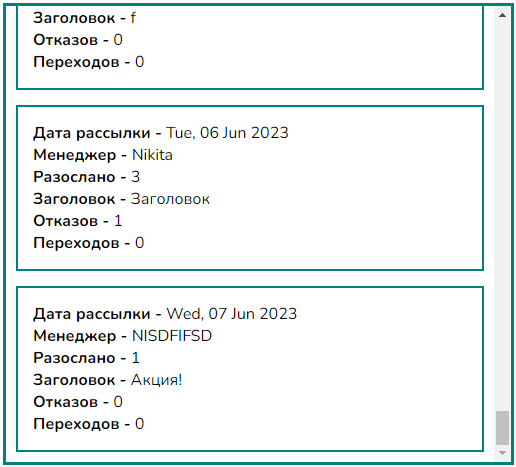 Заголовок - f
Отказов - 0
Переходов - 0
Дата рассылки - Tue, 06 Jun 2023
Менеджер - Nikita
Разослано - 3
Заголовок - Заголовок
Отказов - 1
Переходов - 0
Дата рассылки - Wed, 07 Jun 2023
Менеджер - NISDFIFSD
Разослано - 1
Заголовок - Акция!
Отказов - 0
Переходов - 0